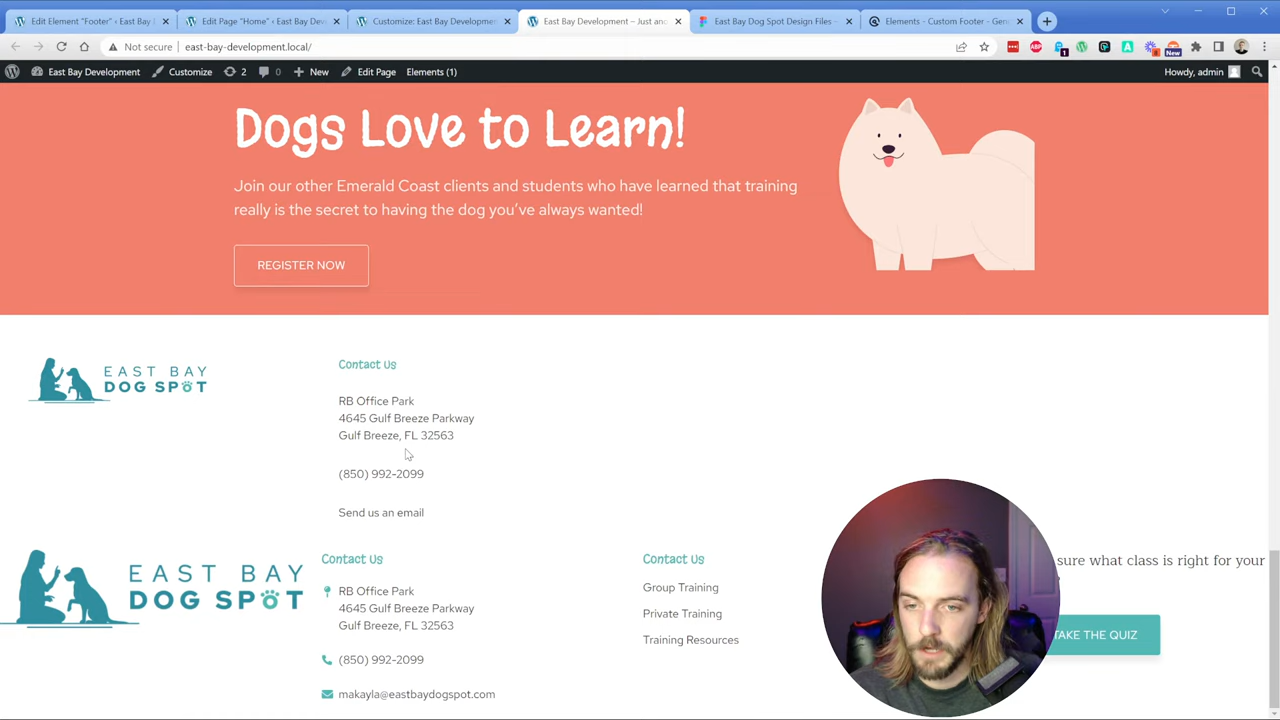 Edit Element "Footer" ‹ East Bay
Edit Page "Home" ‹ East Bay Dev
Customize: East Bay Development
East Bay Development – Just ano
East Bay Dog Spot Design Files –
Elements - Custom Footer - Gen
Not secure
east-bay-development.local/
New
East Bay Development
Customize
2
0
New
Edit Page
Elements (1)
Howdy, admin
Dogs Love to Learn!
Join our other Emerald Coast clients and students who have learned that training
really is the secret to having the dog you've always wanted!
REGISTER NOW
EAST BAY
DOG SPOT
Contact Us
RB Office Park
4645 Gulf Breeze Parkway
Gulf Breeze, FL 32563
(850) 992-2099
Send us an email
EAST BAY
DOG SPOT
Contact Us
RB Office Park
4645 Gulf Breeze Parkway
Gulf Breeze, FL 32563
(850) 992-2099
makayla@eastbaydogspot.com
Contact Us
Group Training
Private Training
Training Resources
sure what class is right for your
TAKE THE QUIZ